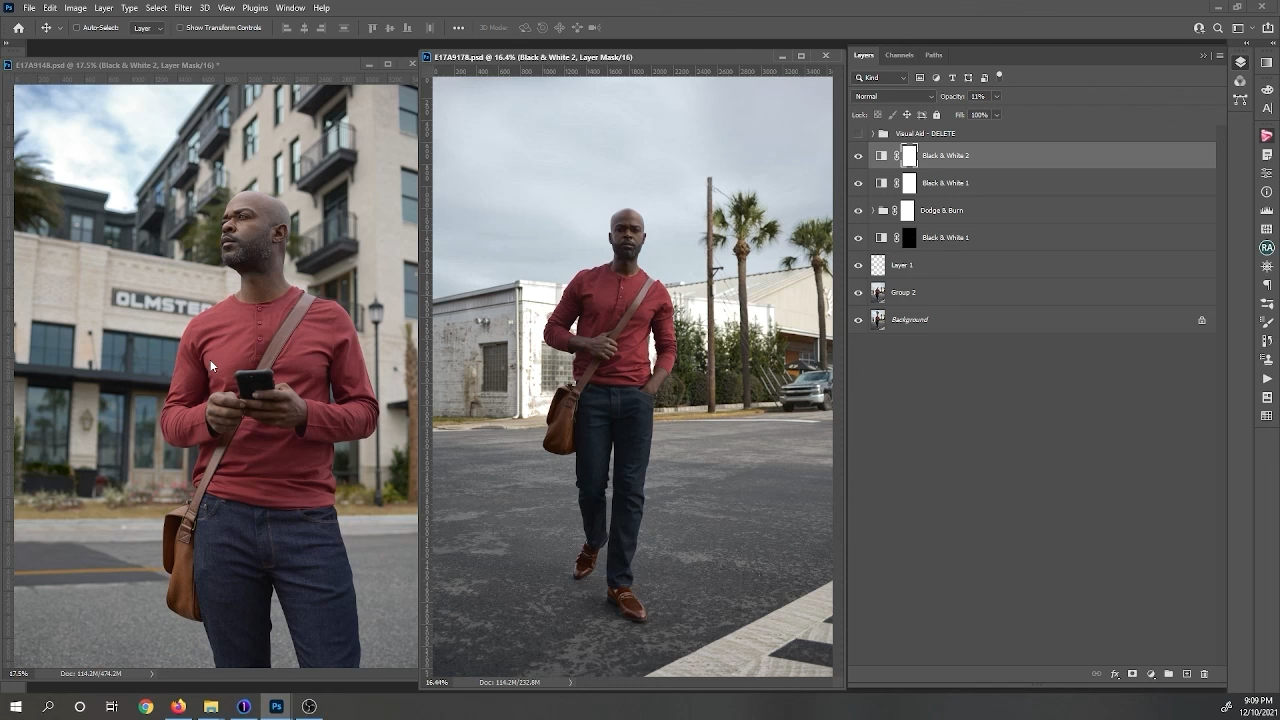 File Edit Image Layer Type Select Filter 3D View Plugins Window Help
Auto-Select: Layer Show Transform Controls 3D Mode:
E17A9148.psd @ 17.5% (Black & White 2, Layer Mask/16) *
E17A9178.psd @ 16.4% (Black & White 2, Layer Mask/16)
Layers Channels Paths
Kind
Normal Opacity: 11%
Lock: Fill: 100%
Visual Aid - DELETE
Black & White 2
Black & White 1
Dodge & Burn
Black & White 1
Layer 1
Group 2
Background
OLMSTE
17.5% Doc: 114.2M/474.2M
16.44% Doc: 114.2M/232.8M
9:09 PM
12/10/2021